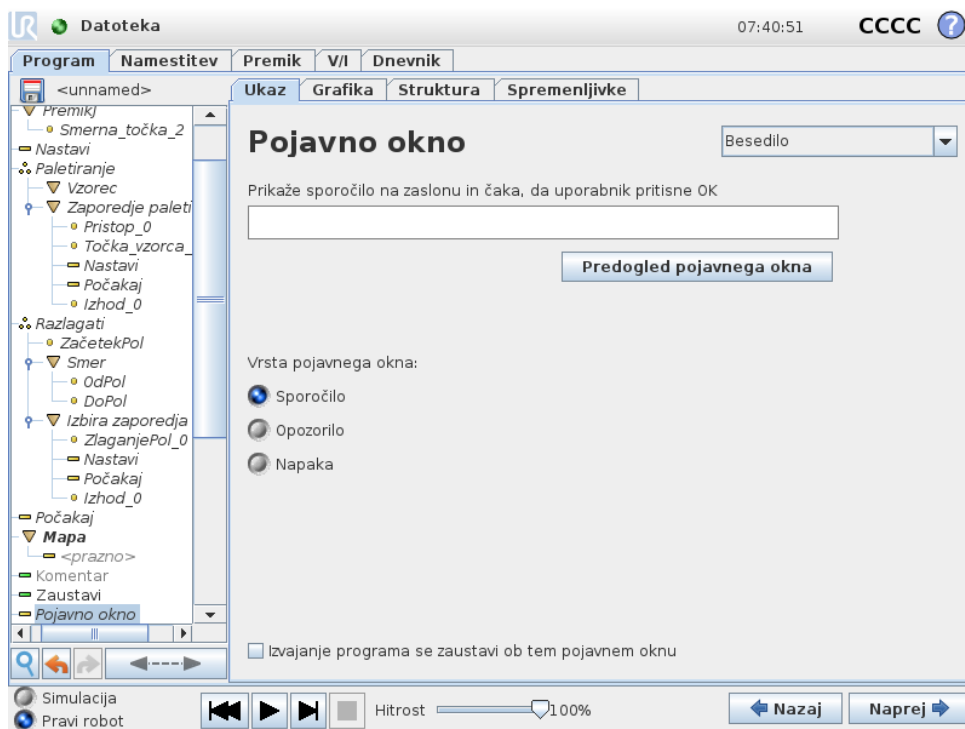 UR Datoteka 07:40:51 CCCC ?
Program Namestitev Premik V/I Dnevnik
<unnamed>
PremikJ
Smerna_točka_2
Nastavi
Paletiranje
Vzorec
Zaporedje paleti
Pristop_0
Točka_vzorca_
Nastavi
Počakaj
Izhod_0
Razlagati
ZačetekPol
Smer
OdPol
DoPol
Izbira zaporedja
ZlaganjePol_0
Nastavi
Počakaj
Izhod_0
Počakaj
Mapa
<prazno>
Komentar
Zaustavi
Pojavno okno
Ukaz Grafika Struktura Spremenljivke
Pojavno okno
Besedilo
Prikaže sporočilo na zaslonu in čaka, da uporabnik pritisne OK
Predogled pojavnega okna
Vrsta pojavnega okna:
Sporočilo
Opozorilo
Napaka
Izvajanje programa se zaustavi ob tem pojavnem oknu
Simulacija
Pravi robot
Hitrost 100%
Nazaj Naprej